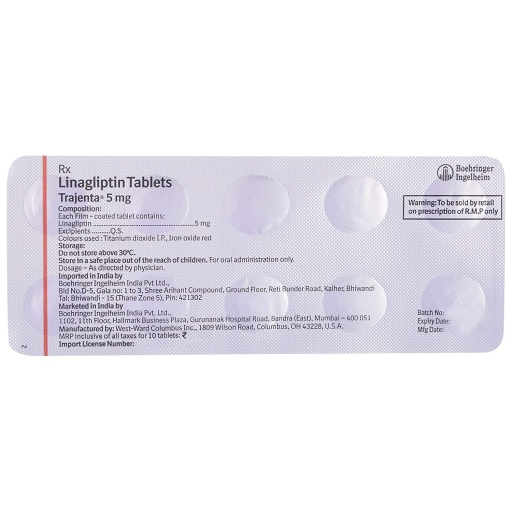 Rx
Linagliptin Tablets
Trajenta® 5 mg
Composition:
Each Film - coated tablet contains:
Linagliptin ................................................5 mg
Excipients .........Q.S.
Colours used : Titanium dioxide I.P., Iron oxide red
Storage:
Do not store above 30°C.
Store in a safe place out of the reach of children. For oral administration only.
Dosage – As directed by physician.
Imported in India by
Boehringer Ingelheim India Pvt Ltd.,
Bld No.D-5, Gala no: 1 to 3, Shree Arihant Compound, Ground Floor, Reti Bunder Road, Kalher, Bhiwandi
Tal: Bhiwandi - 15 (Thane Zone 5), Pin: 421302
Marketed in India by
Boehringer Ingelheim India Pvt. Ltd.,
1102, 11th Floor, Hallmark Business Plaza, Gurunanak Hospital Road, Bandra (East), Mumbai – 400 051
Manufactured by: West-Ward Columbus Inc., 1809 Wilson Road, Columbus, OH 43228, U.S.A.
MRP inclusive of all taxes for 10 tablets: ₹
Import License Number:
Boehringer
Ingelheim
Warning: To be sold by retail
on prescription of R.M.P only
Batch No:
Expiry Date:
Mfg Date:
2